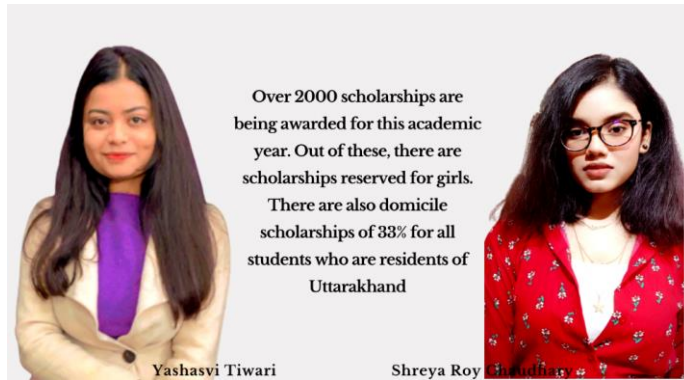 Over 2000 scholarships are
being awarded for this academic
year. Out of these, there are
scholarships reserved for girls.
There are also domicile
scholarships of 33% for all
students who are residents of
Uttarakhand
Yashasvi Tiwari
Shreya Roy Chaudhary